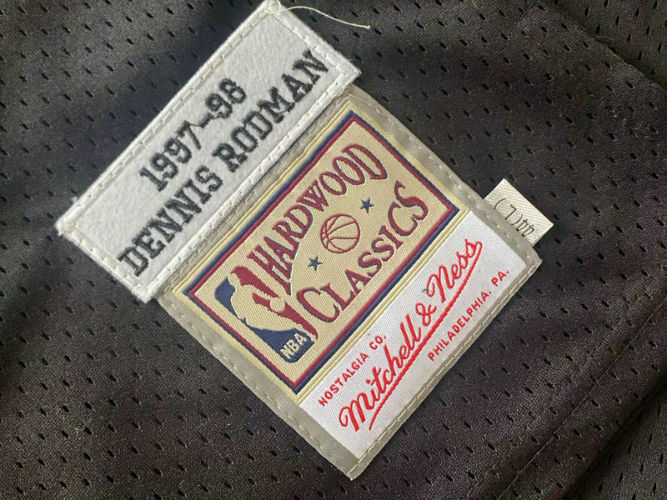 1997-98
DENNIS RODMAN
HARDWOOD
CLASSICS
NBA
NOSTALGIA CO.
Mitchell & Ness
PHILADELPHIA, PA.